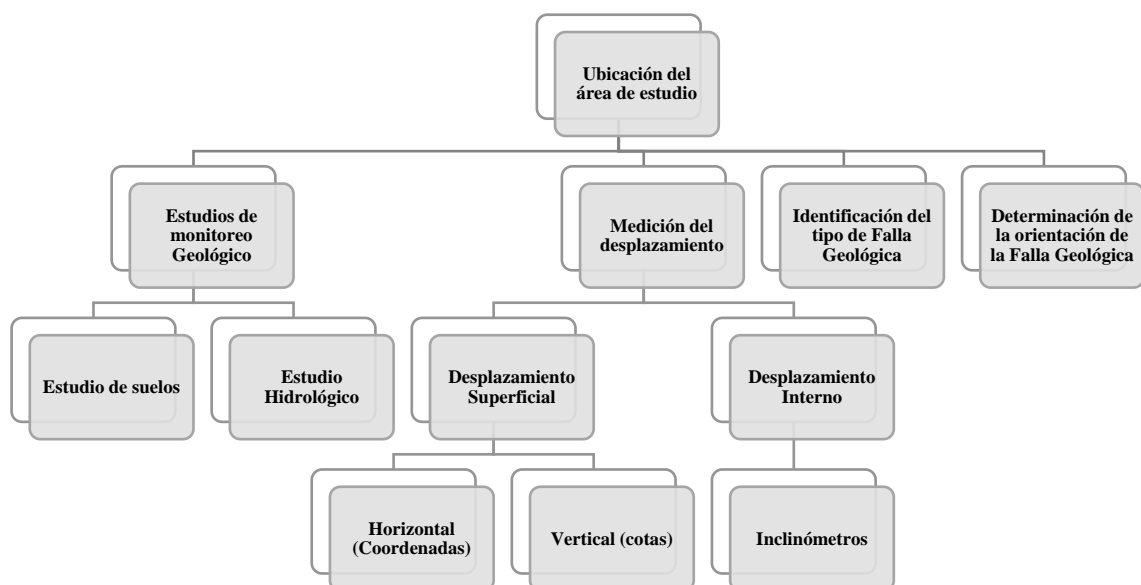 Ubicación del
área de estudio
Estudios de
monitoreo
Geológico
Medición del
desplazamiento
Identificación del
tipo de Falla
Geológica
Determinación de
la orientación de
la Falla Geológica
Estudio de suelos
Estudio
Hidrológico
Desplazamiento
Superficial
Desplazamiento
Interno
Horizontal
(Coordenadas)
Vertical (cotas)
Inclinómetros